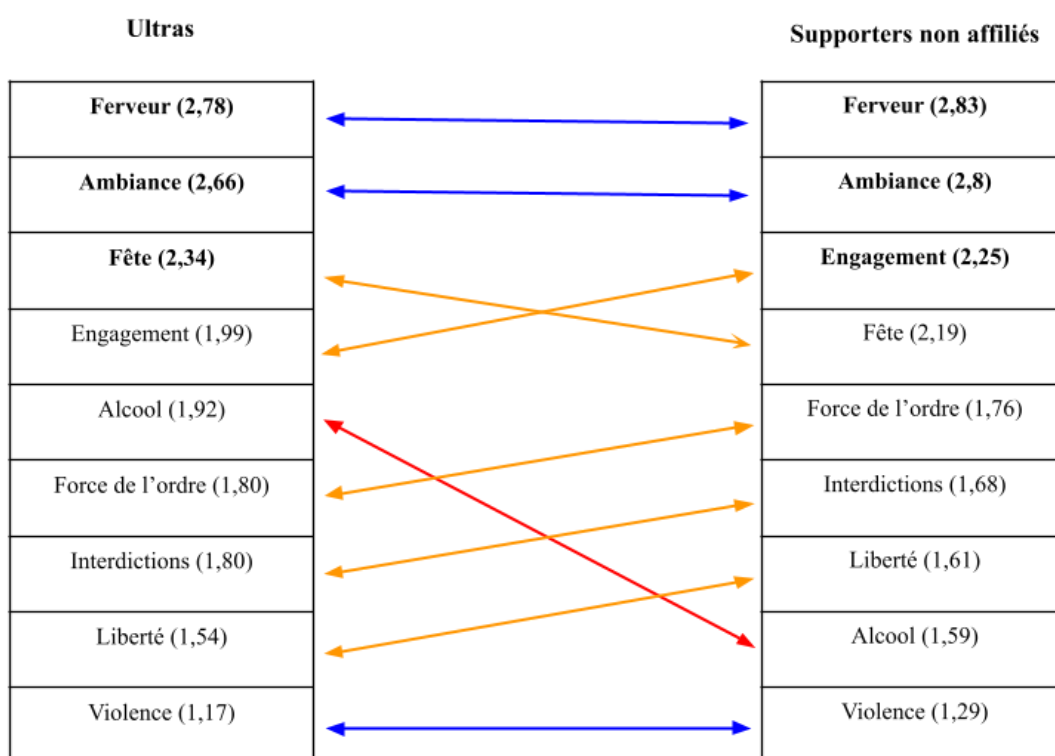 Ultras
Supporters non affiliés
Ferveur (2,78)
Ferveur (2,83)
Ambiance (2,66)
Ambiance (2,8)
Fête (2,34)
Engagement (2,25)
Engagement (1,99)
Fête (2,19)
Alcool (1,92)
Force de l’ordre (1,76)
Force de l’ordre (1,80)
Interdictions (1,68)
Interdictions (1,80)
Liberté (1,61)
Liberté (1,54)
Alcool (1,59)
Violence (1,17)
Violence (1,29)